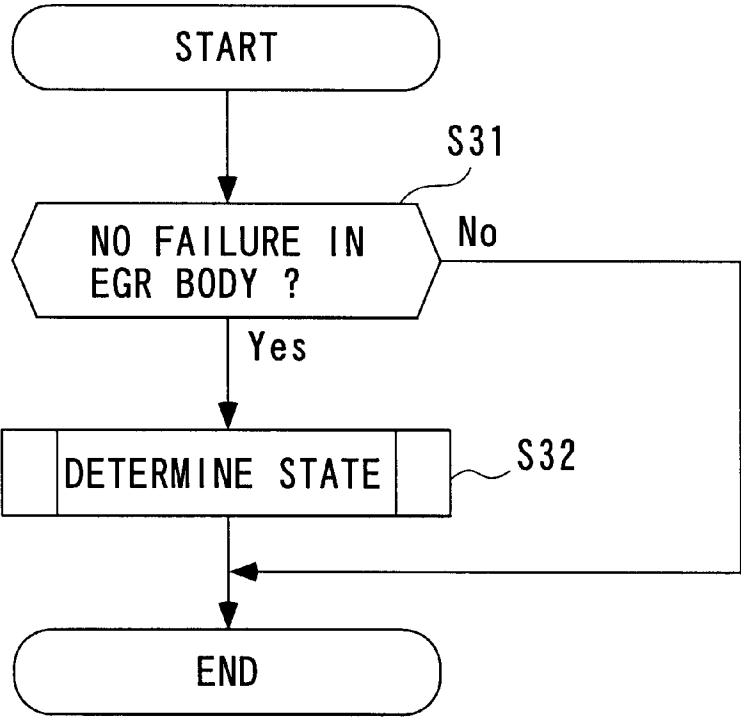 START
S31
NO FAILURE IN
EGR BODY ?
No
Yes
DETERMINE STATE
S32
END